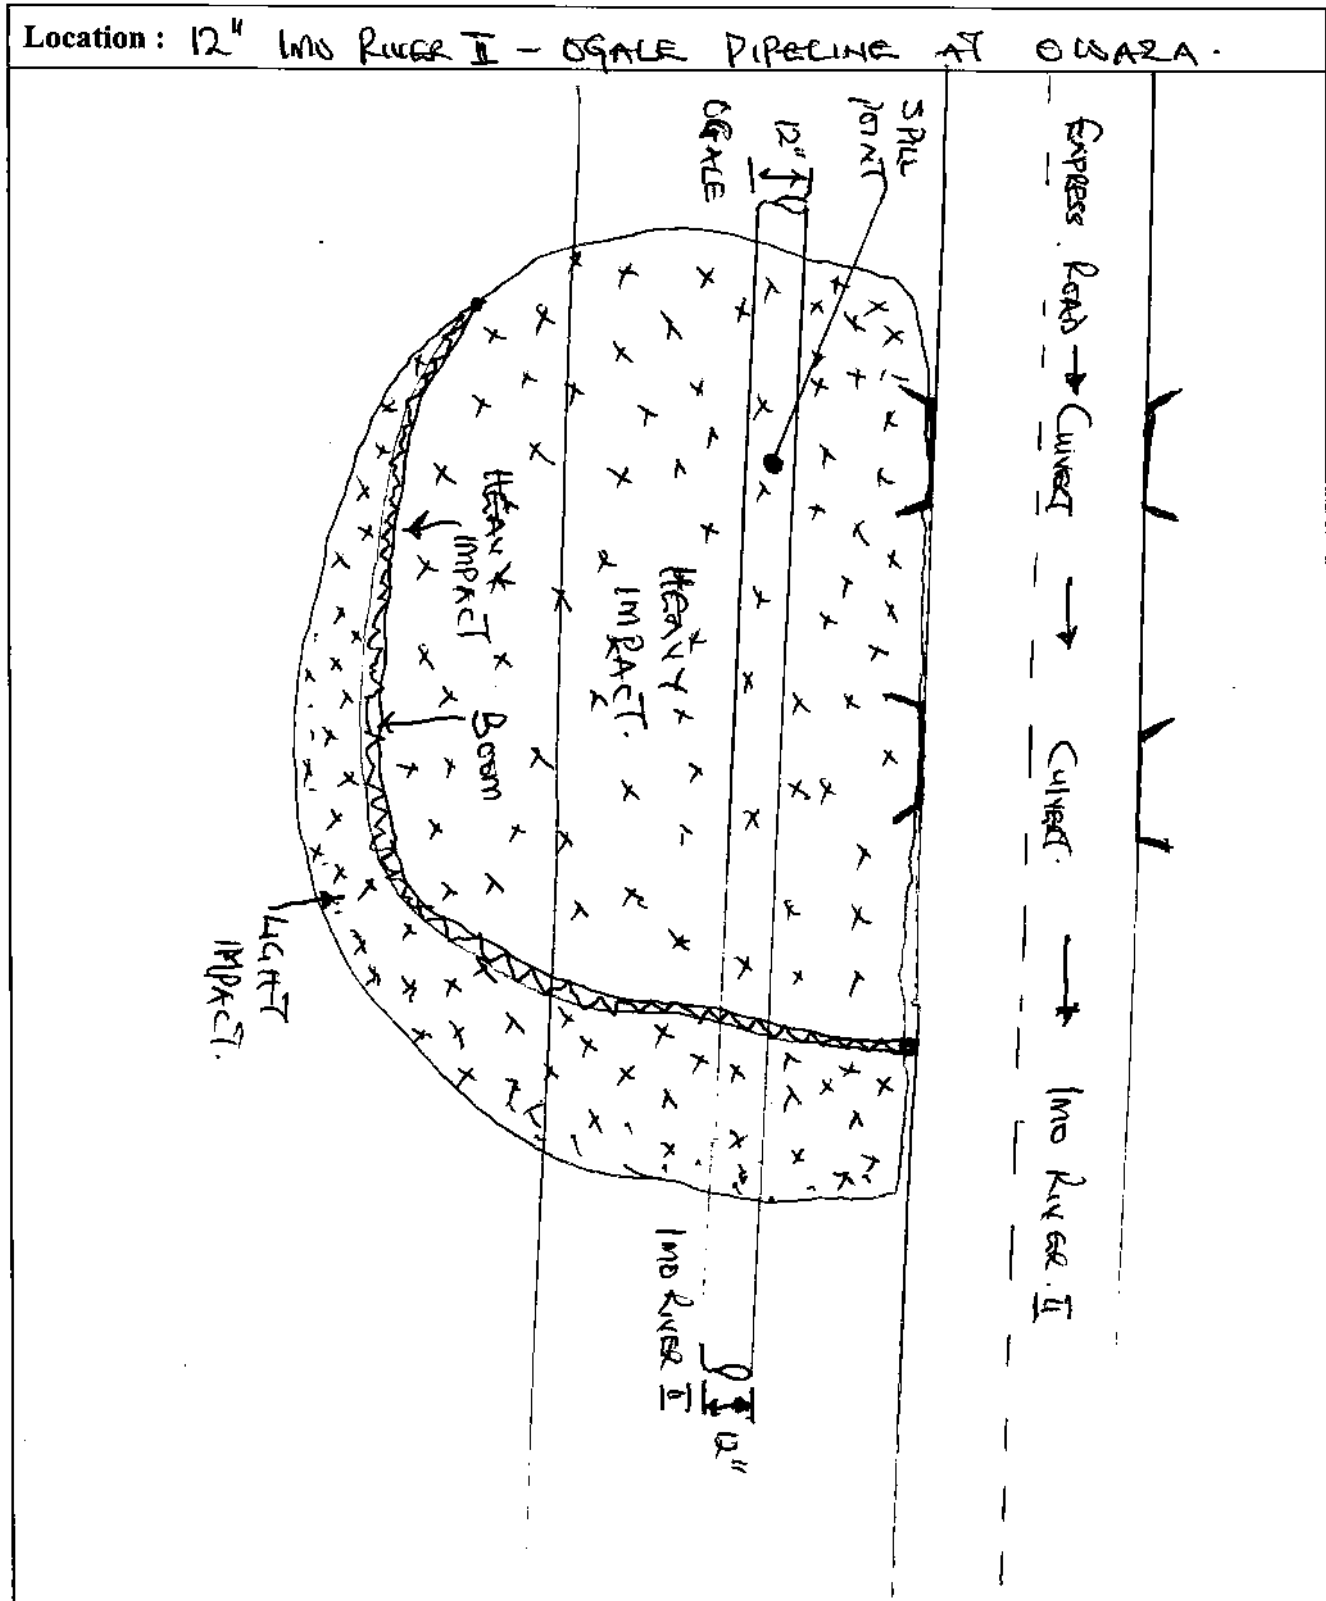 Location : 12" IMO RIVER II - OGALE PIPELINE AT OWAZA.
EXPRESS ROAD → CULVERT → CULVERT. → IMO RIVER. II
SPILL
POINT
12"
OGALE
HEAVY
IMPACT.
HEAVY
IMPACT
BOOM
LIGHT
IMPACT.
IMO RIVER II
12"